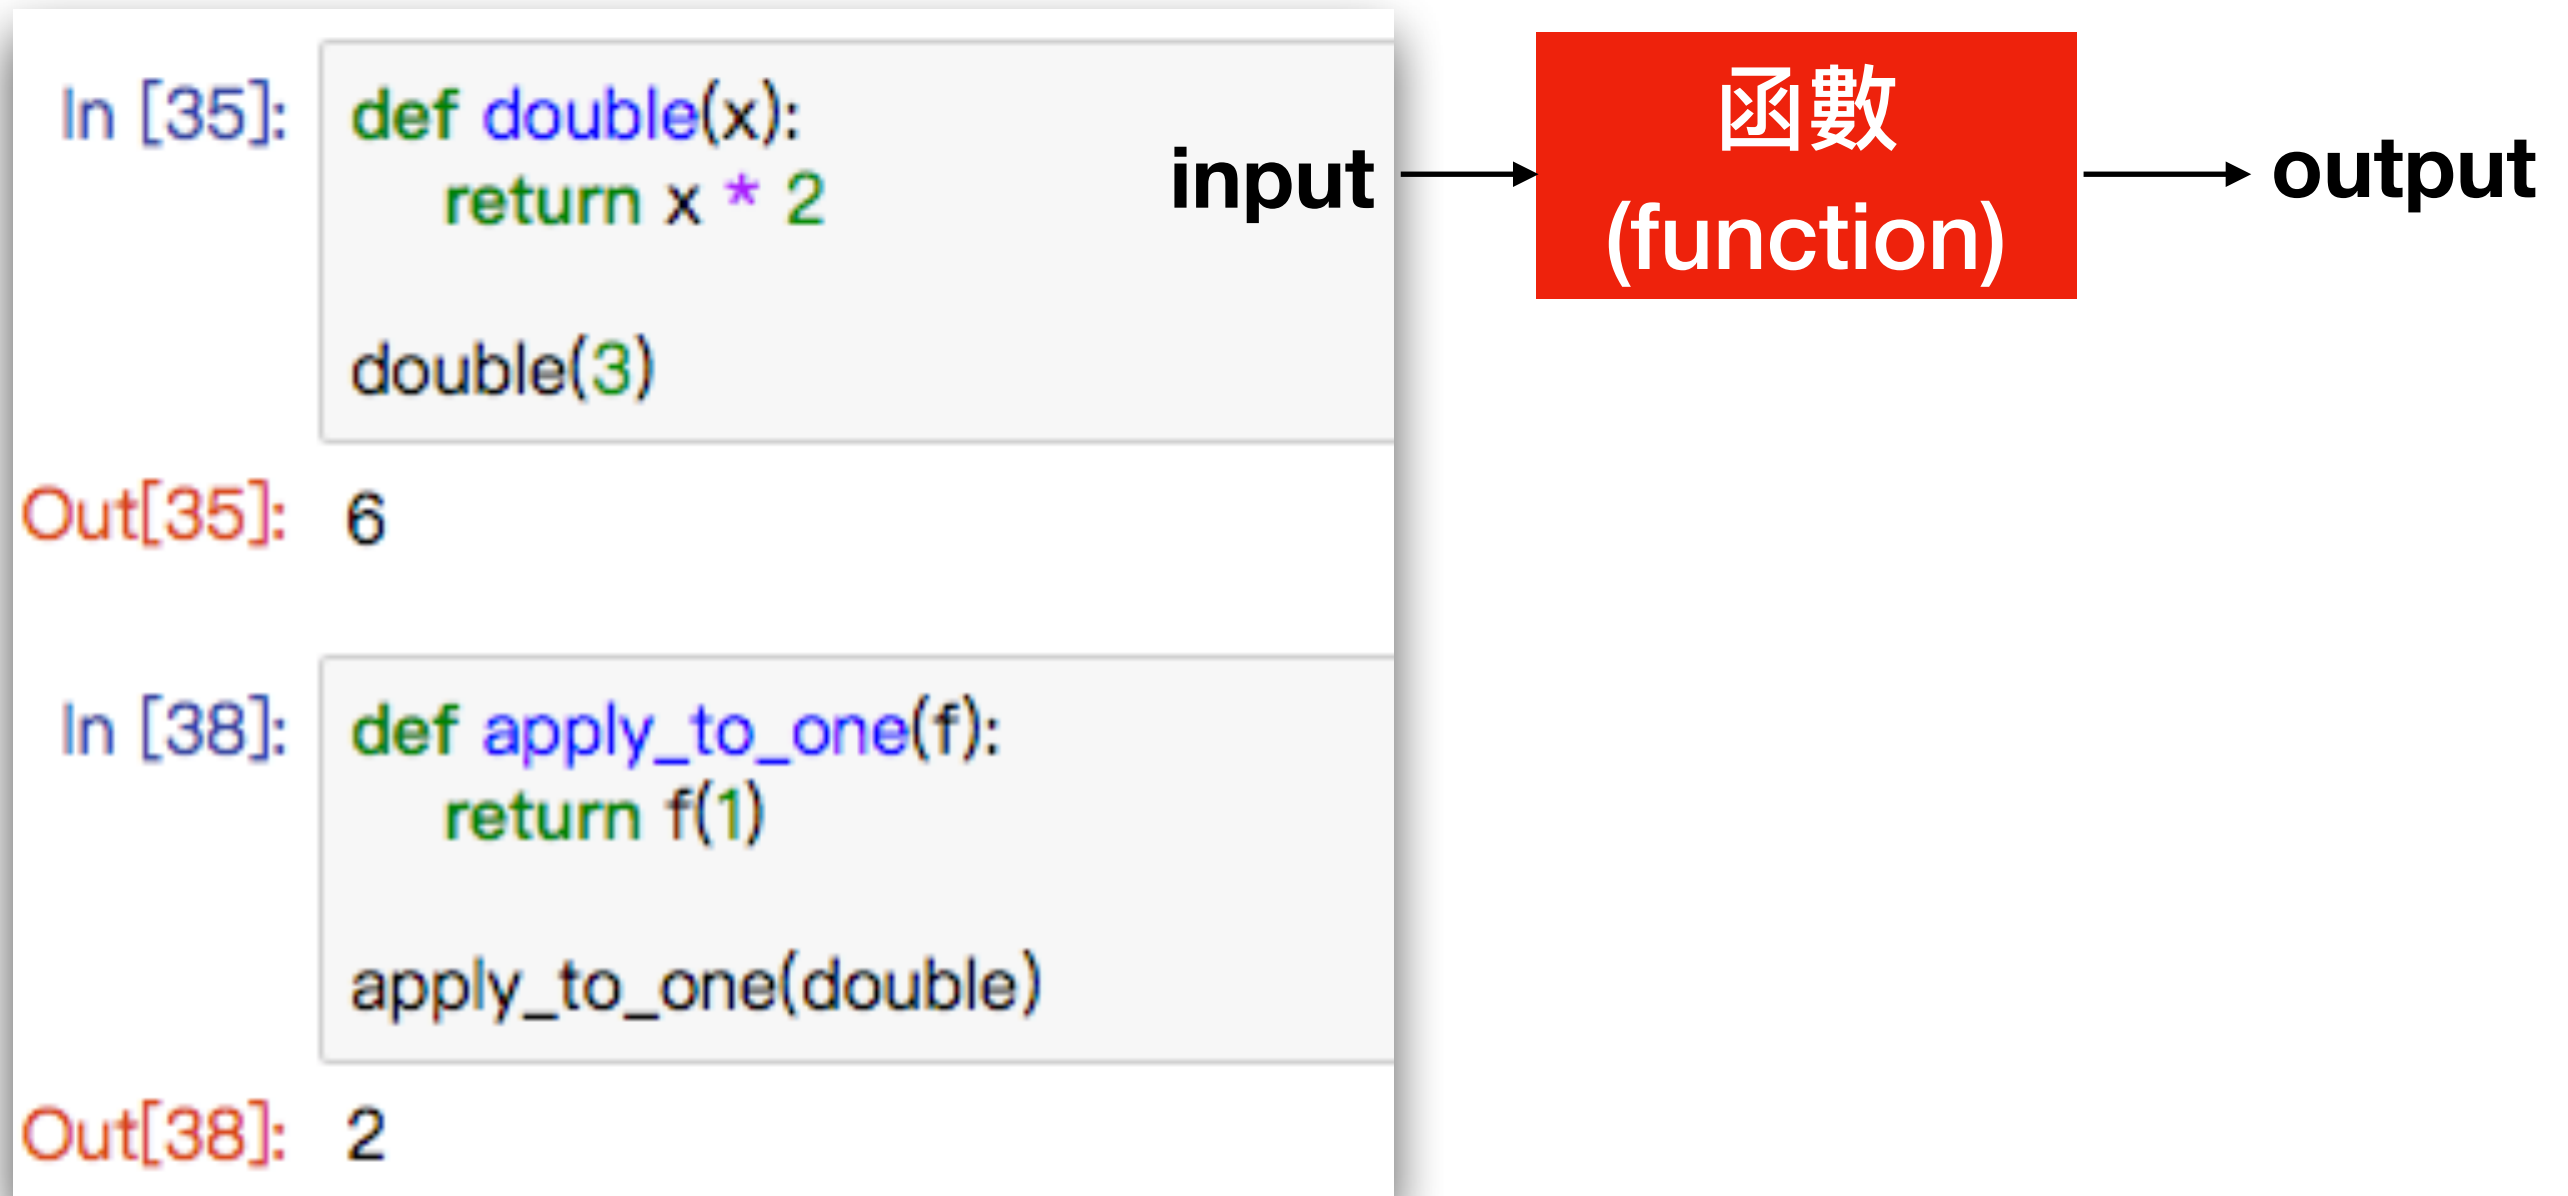 In [35]: def double(x):
    return x * 2
double(3)
Out[35]: 6
In [38]: def apply_to_one(f):
    return f(1)
apply_to_one(double)
Out[38]: 2
input
函數
(function)
output